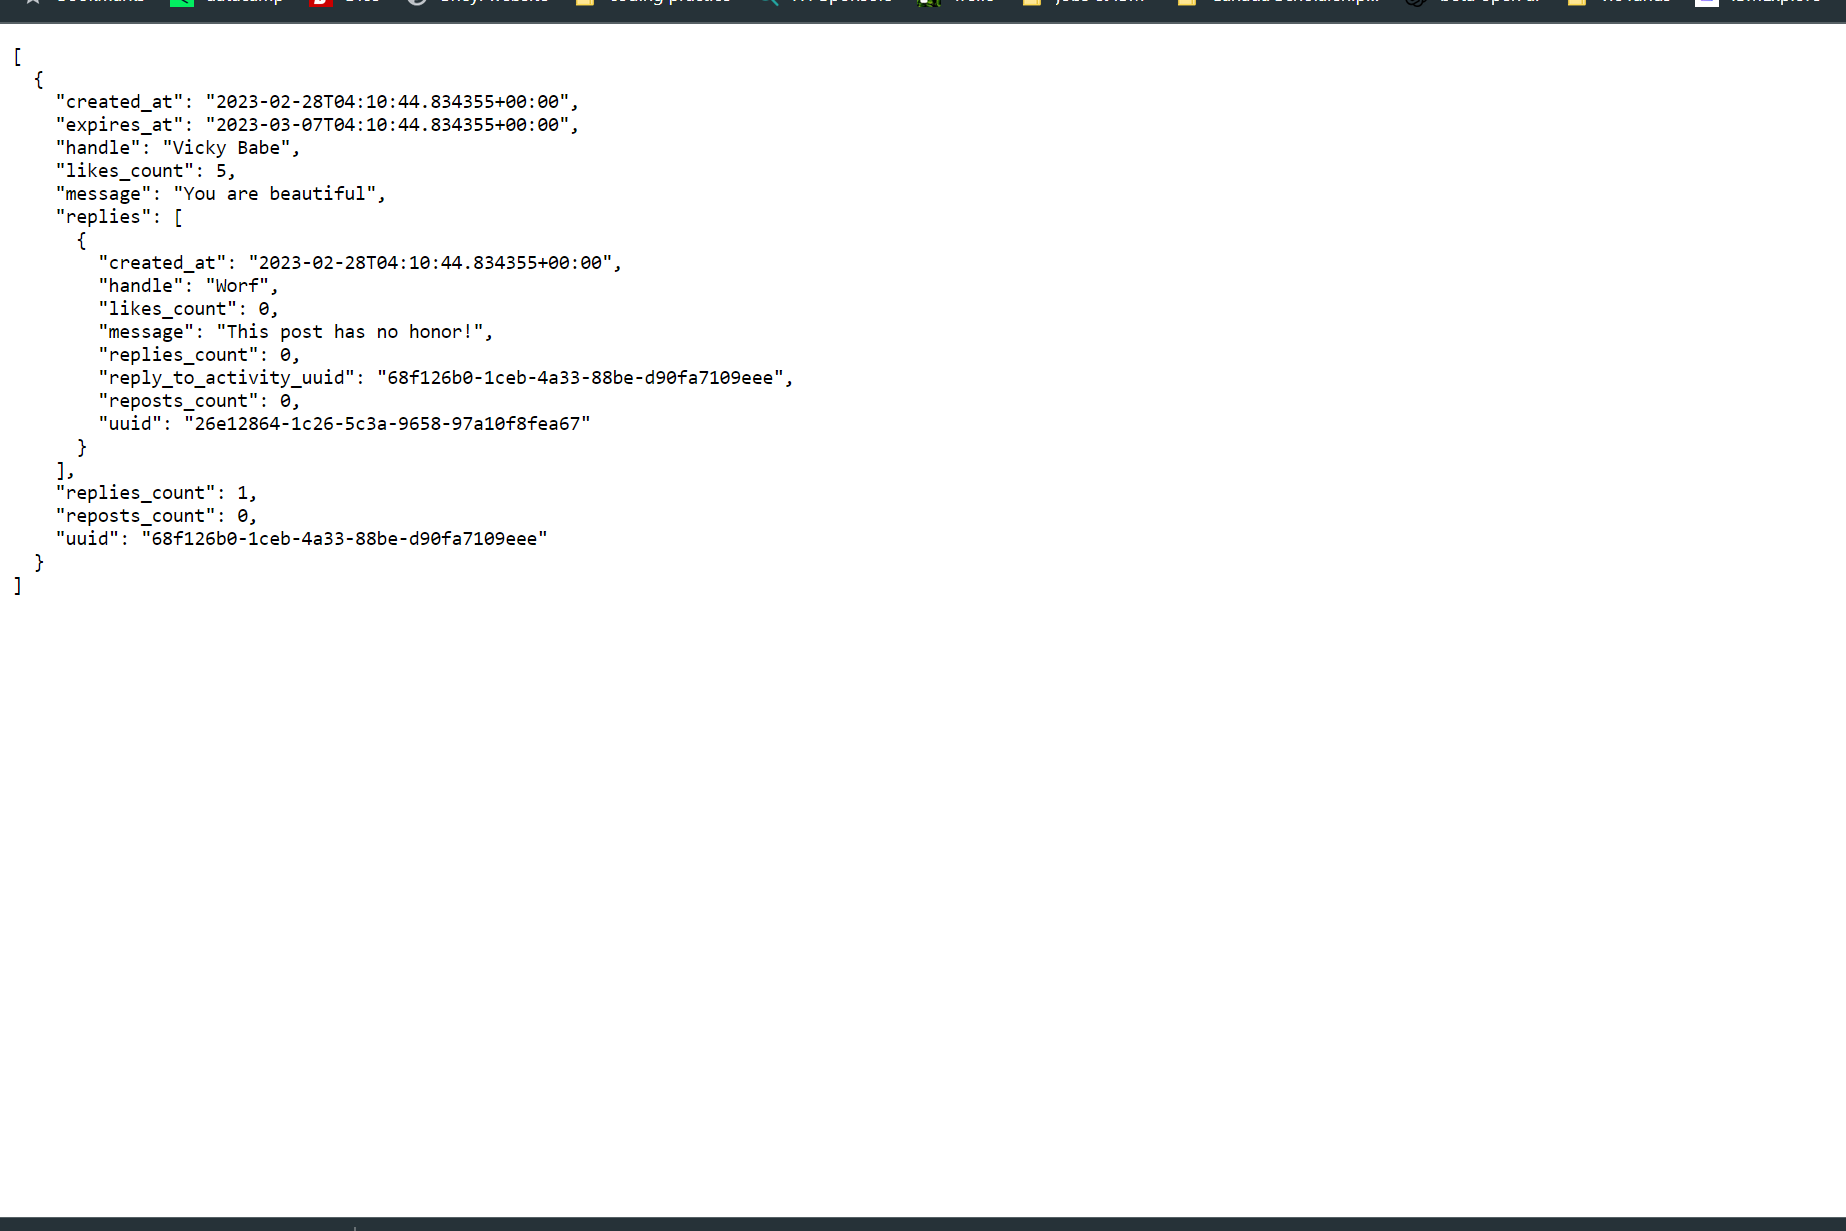 [
  {
    "created_at": "2023-02-28T04:10:44.834355+00:00",
    "expires_at": "2023-03-07T04:10:44.834355+00:00",
    "handle": "Vicky Babe",
    "likes_count": 5,
    "message": "You are beautiful",
    "replies": [
      {
        "created_at": "2023-02-28T04:10:44.834355+00:00",
        "handle": "Worf",
        "likes_count": 0,
        "message": "This post has no honor!",
        "replies_count": 0,
        "reply_to_activity_uuid": "68f126b0-1ceb-4a33-88be-d90fa7109eee",
        "reposts_count": 0,
        "uuid": "26e12864-1c26-5c3a-9658-97a10f8fea67"
      }
    ],
    "replies_count": 1,
    "reposts_count": 0,
    "uuid": "68f126b0-1ceb-4a33-88be-d90fa7109eee"
  }
]